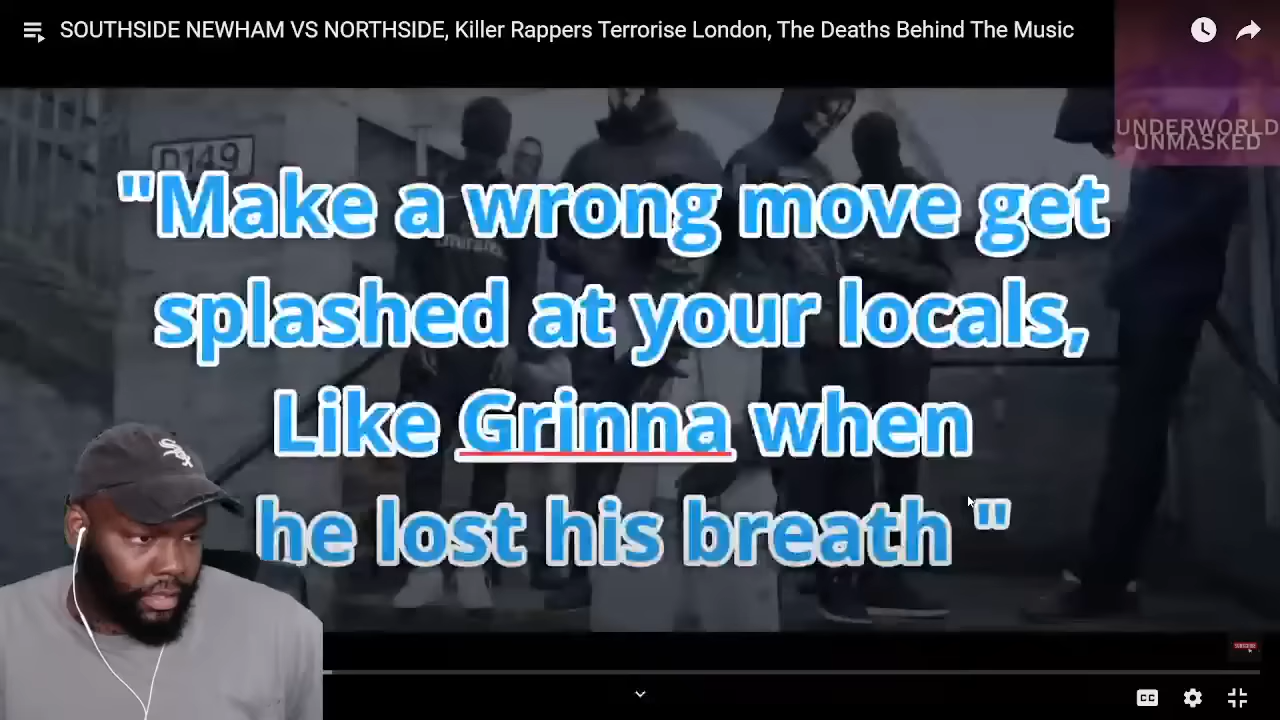 SOUTHSIDE NEWHAM VS NORTHSIDE, Killer Rappers Terrorise London, The Deaths Behind The Music
UNDERWORLD
UNMASKED
D149
"Make a wrong move get
splashed at your locals,
Like Grinna when
he lost his breath "
CC